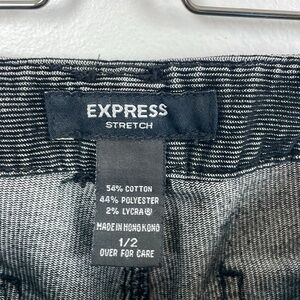 EXPRESS
STRETCH
54% COTTON
44% POLYESTER
2% LYCRA®
MADE IN HONG KONG
1/2
OVER FOR CARE